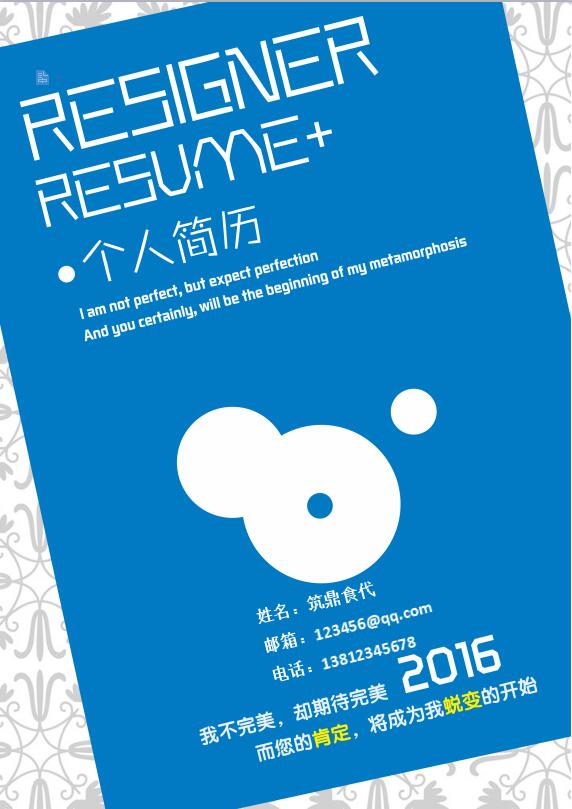 RESIGNER
RESUME+
个人简历
I am not perfect, but expect perfection
And you certainly, will be the beginning of my metamorphosis
姓名：筑鼎食代
邮箱：123456@qq.com
电话：13812345678
2016
我不完美，却期待完美
而您的肯定，将成为我蜕变的开始